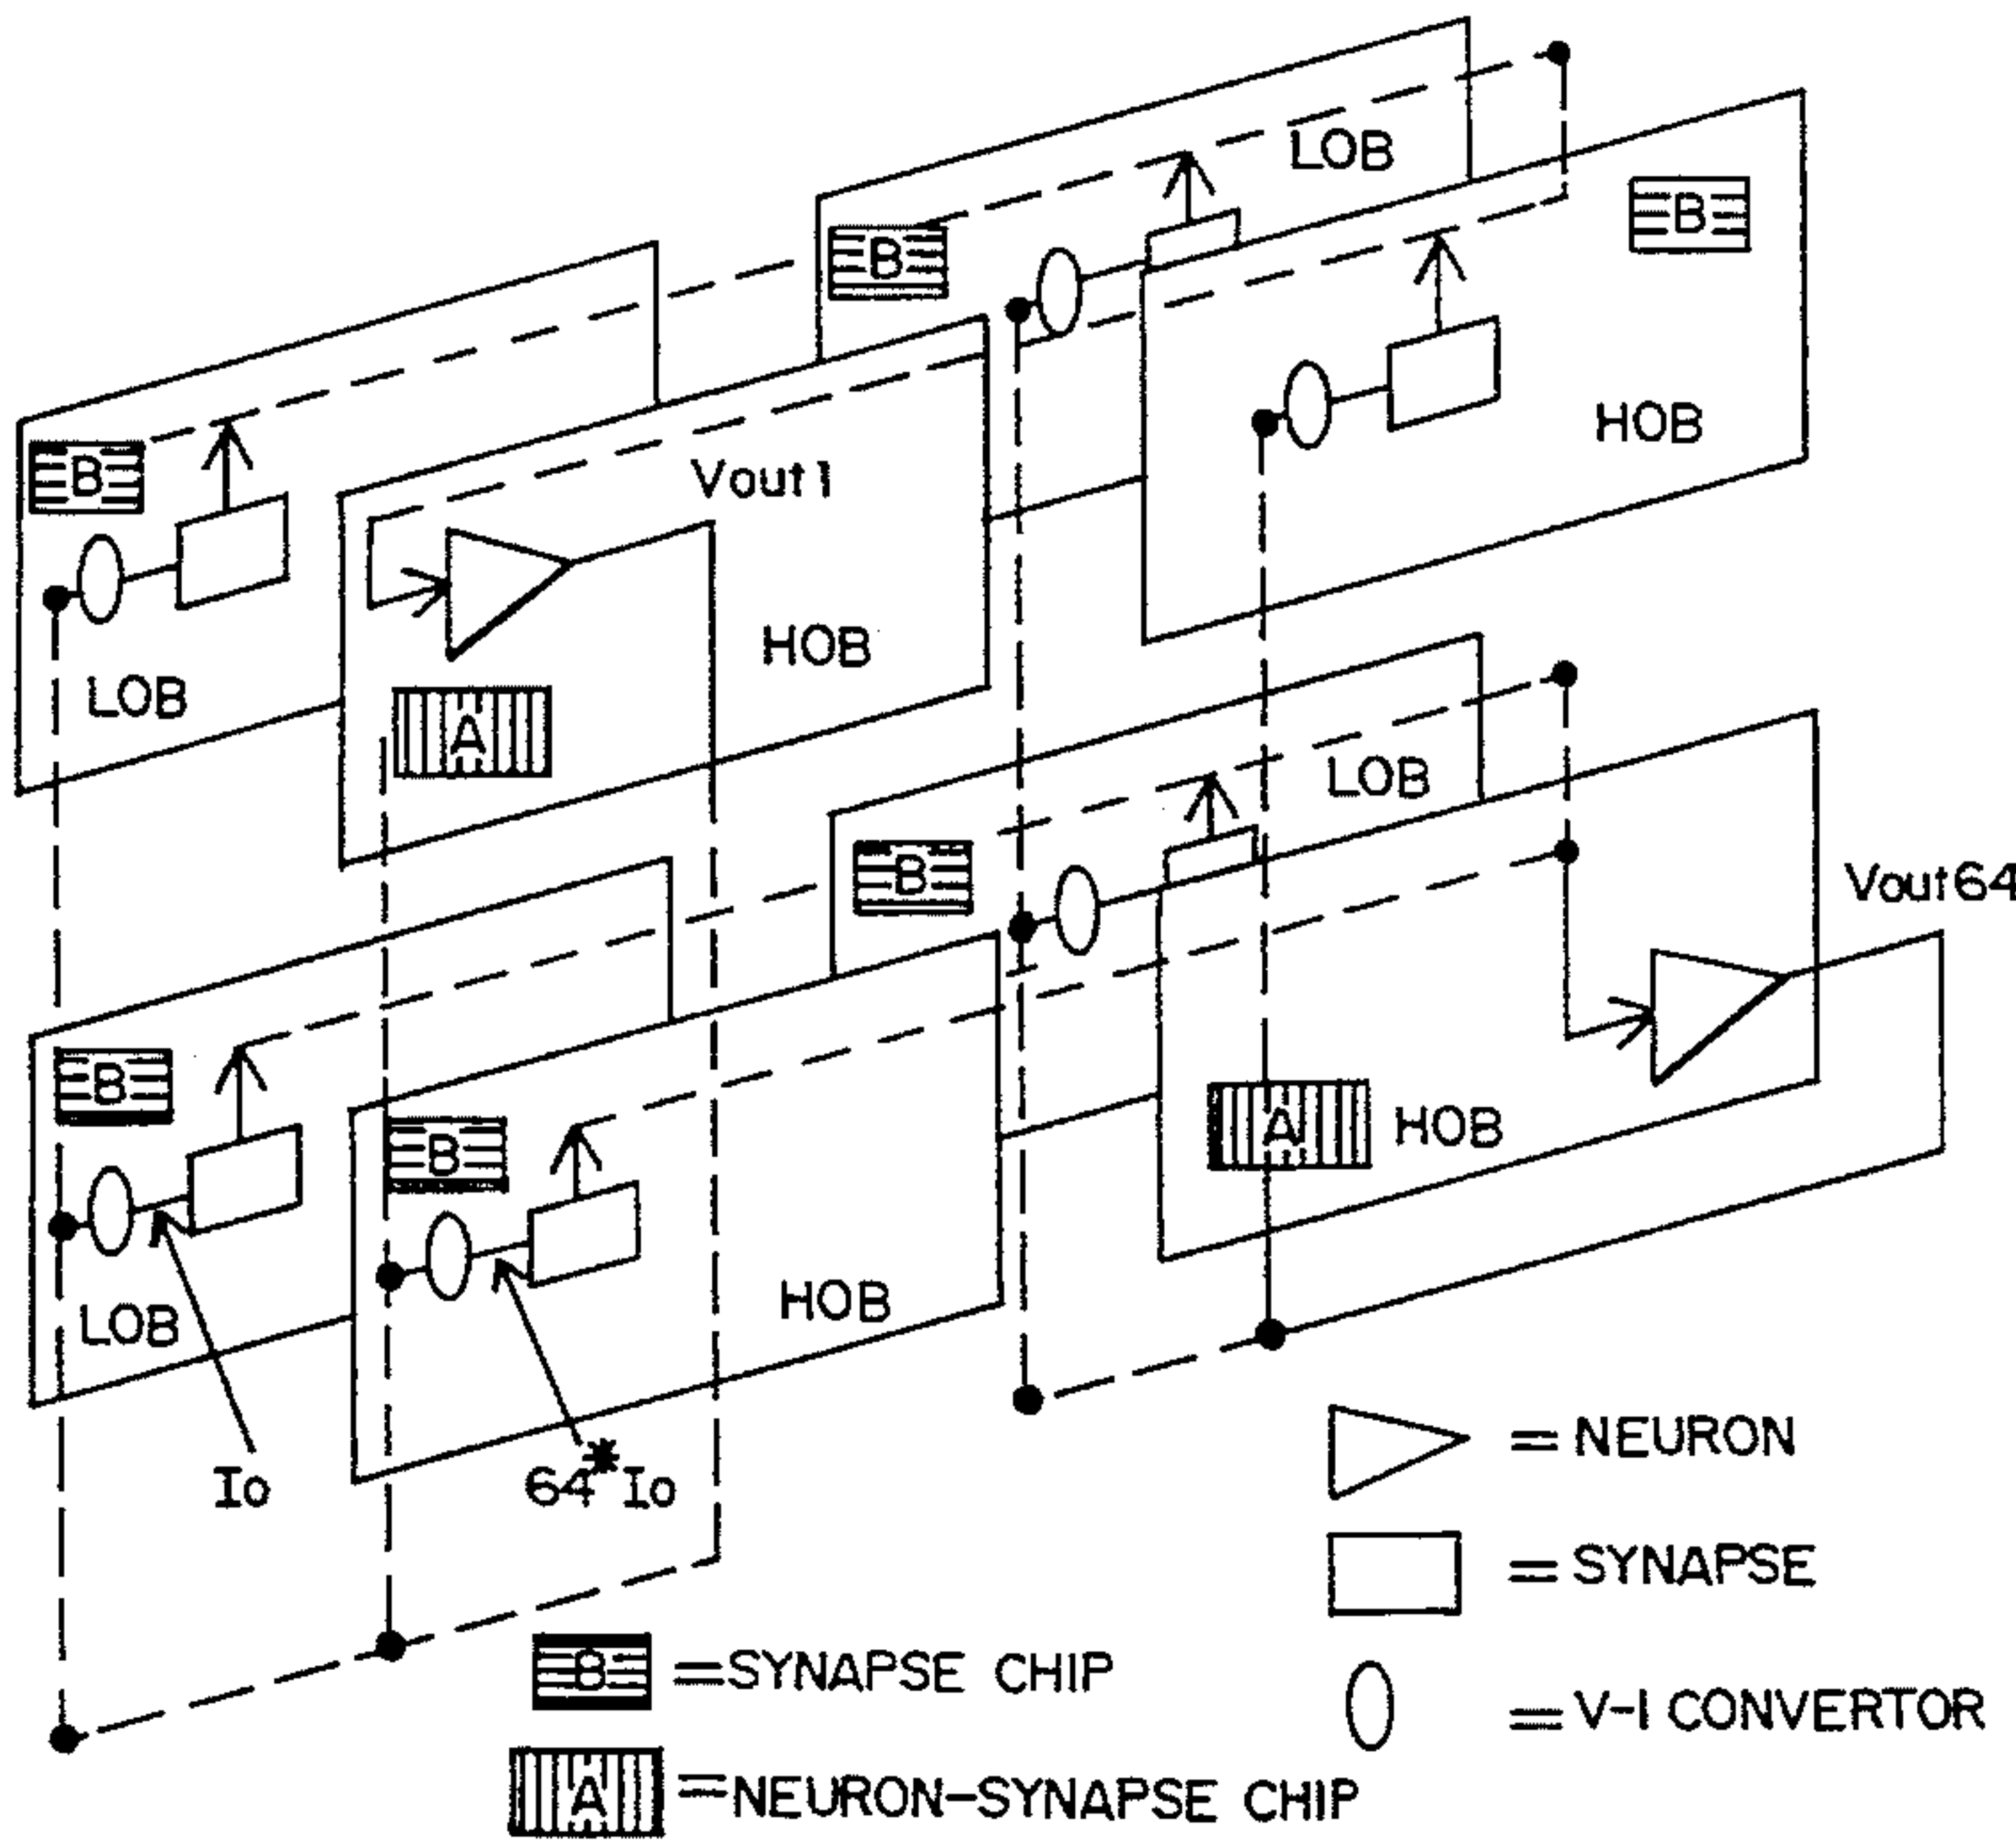 LOB
B
B
B
HOB
Vout1
HOB
LOB
A
LOB
B
Vout64
B
B
A
HOB
HOB
LOB
Io
64*Io
= NEURON
= SYNAPSE
B =SYNAPSE CHIP
= V-I CONVERTOR
A =NEURON-SYNAPSE CHIP